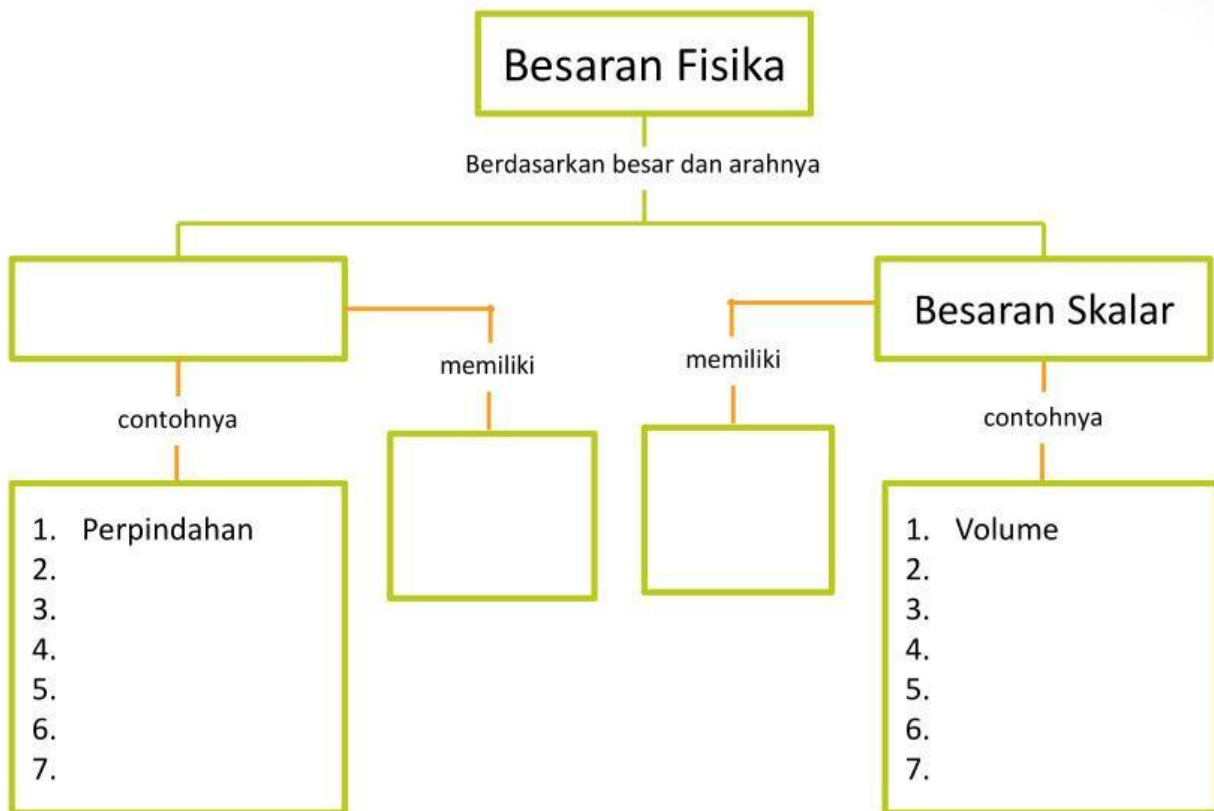 Besaran Fisika
Berdasarkan besar dan arahnya
Besaran Skalar
memiliki
memiliki
contohnya
contohnya
1. Perpindahan
2.
3.
4.
5.
6.
7.
1. Volume
2.
3.
4.
5.
6.
7.